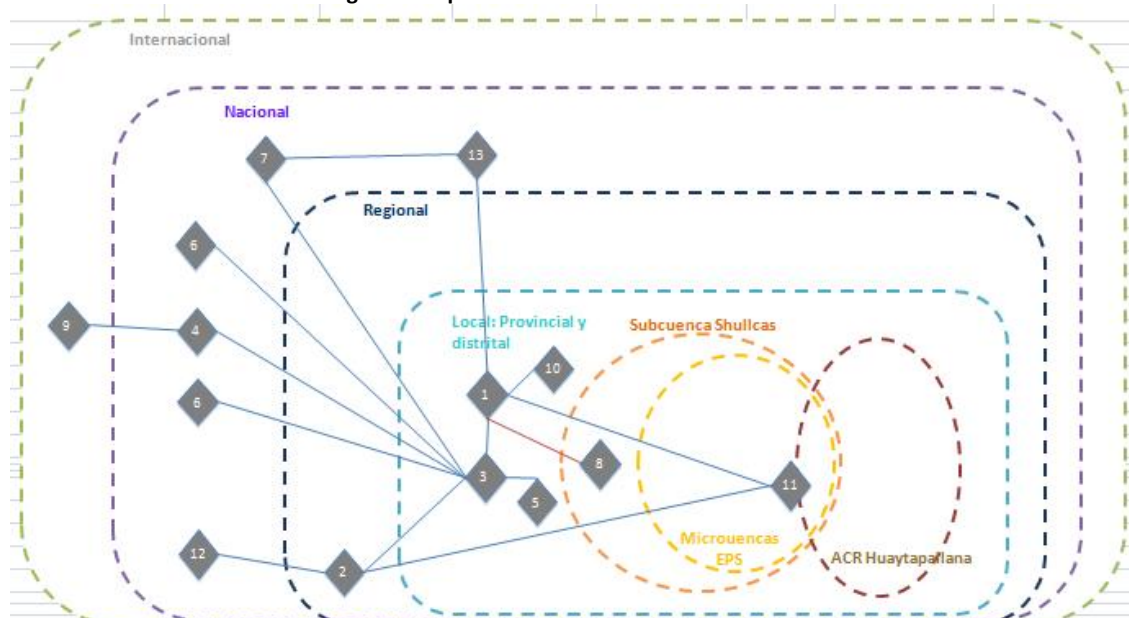 Internacional
Nacional
7
13
Regional
6
9
4
Local: Provincial y
distrital
Subcuenca Shullcas
10
1
6
8
3
11
5
Microuencas
EPS
ACR Huaytapallana
12
2